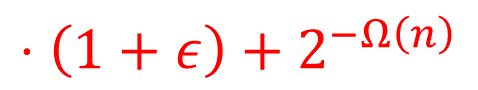 · (1 + ϵ) + 2^{−Ω(n)}